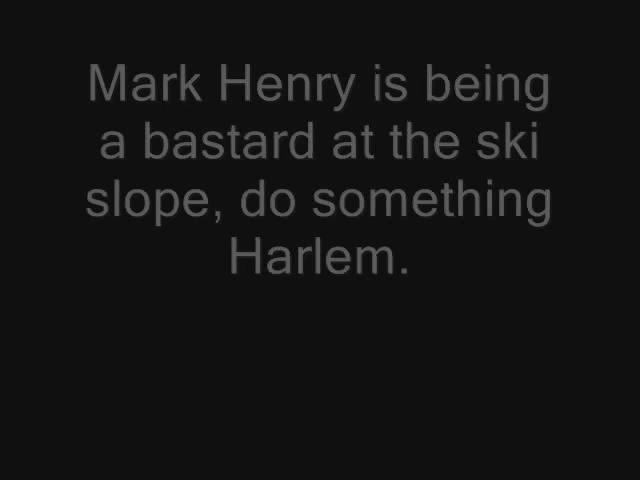 Mark Henry is being
a bastard at the ski
slope, do something
Harlem.